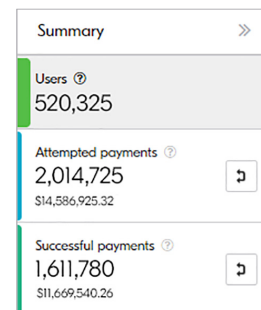 Summary
Users
520,325
Attempted payments
2,014,725
$14,586,925.32
Successful payments
1,611,780
$11,669,540.26